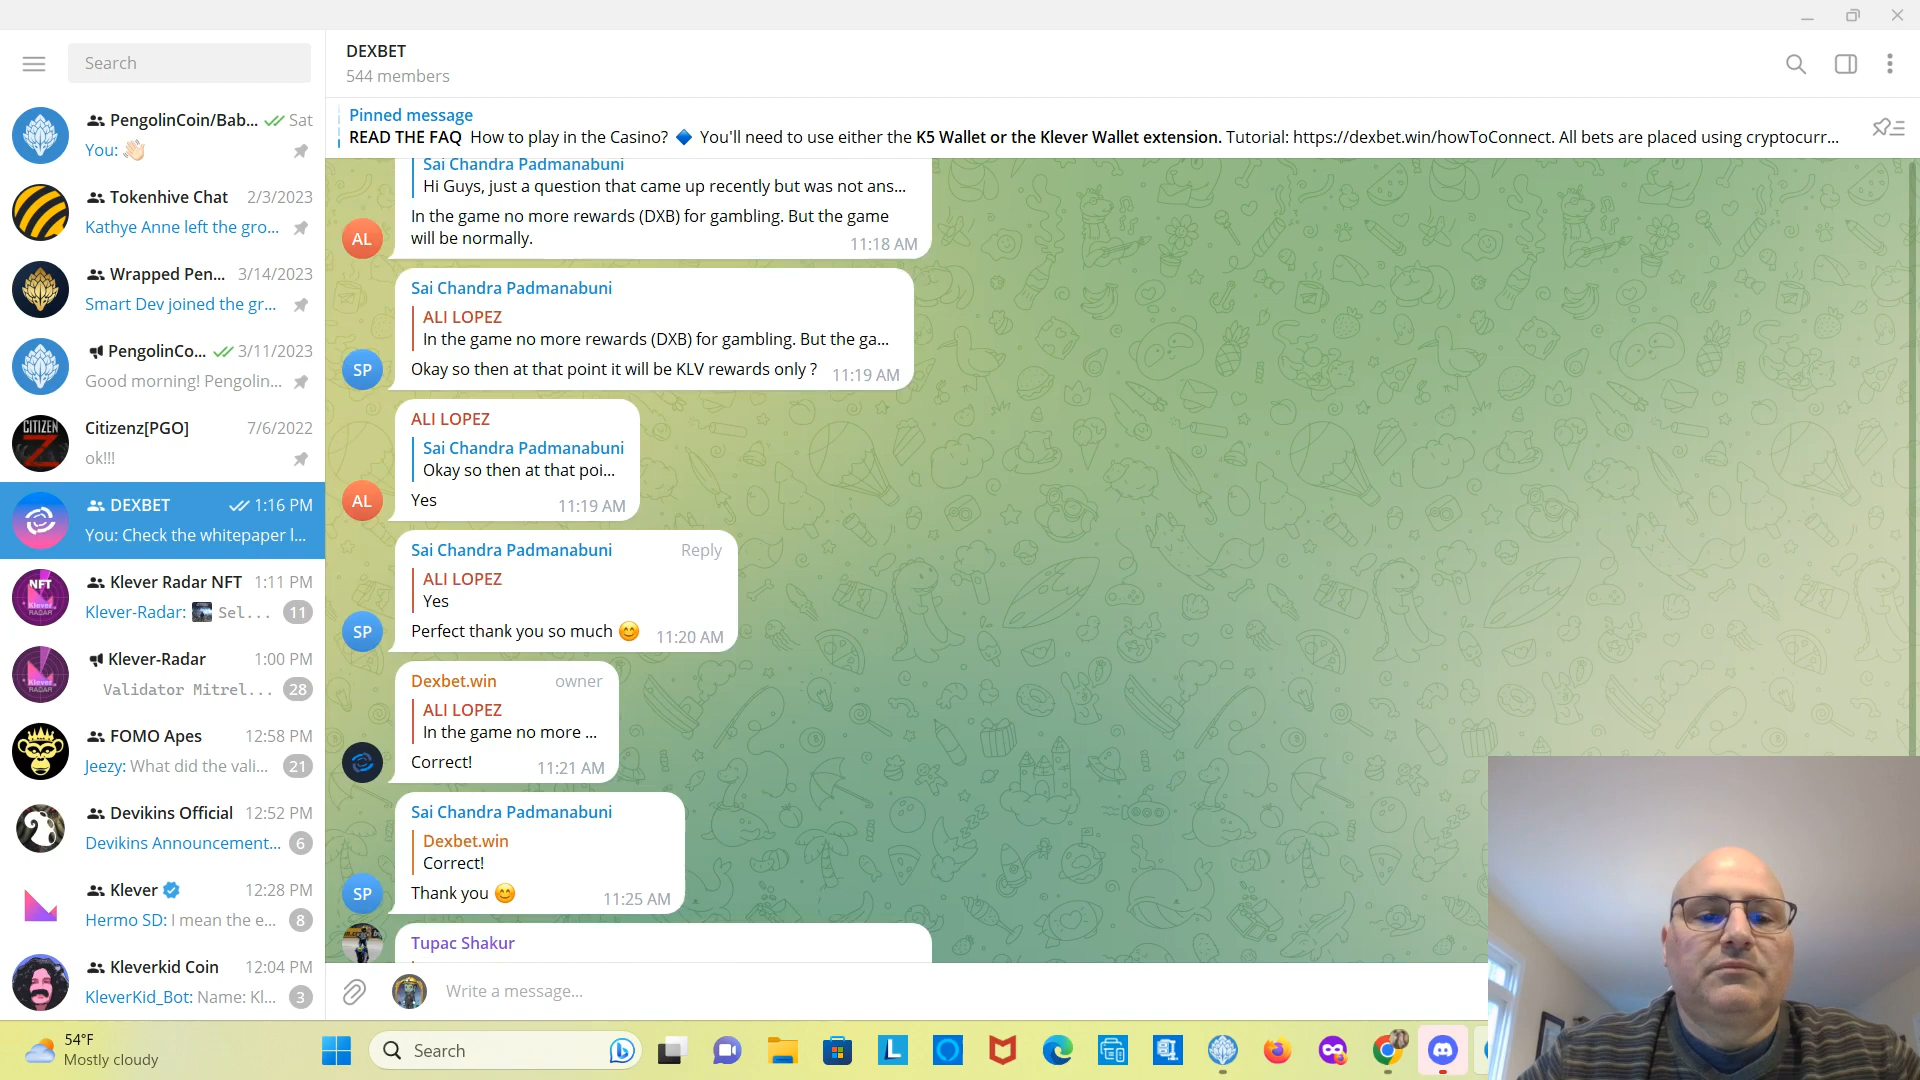 Search
PengolinCoin/Bab... Sat
You: 👋🏻
Tokenhive Chat 2/3/2023
Kathye Anne left the gro...
Wrapped Pen... 3/14/2023
Smart Dev joined the gr...
PengolinCo... 3/11/2023
Good morning! Pengolin...
CITIZEN
Z
Citizenz[PGO] 7/6/2022
ok!!!
DEXBET 1:16 PM
You: Check the whitepaper l...
NFT
Klever
RADAR
Klever Radar NFT 1:11 PM
Klever-Radar: Sel... 11
Klever
RADAR
Klever-Radar 1:00 PM
Validator Mitrel... 28
FOMO Apes 12:58 PM
Jeezy: What did the vali... 21
Devikins Official 12:52 PM
Devikins Announcement... 6
Klever 12:28 PM
Hermo SD: I mean the e... 8
Kleverkid Coin 12:04 PM
KleverKid_Bot: Name: Kl... 3
DEXBET
544 members
Pinned message
READ THE FAQ How to play in the Casino? 🔷 You'll need to use either the K5 Wallet or the Klever Wallet extension. Tutorial: https://dexbet.win/howToConnect. All bets are placed using cryptocurr...
Sai Chandra Padmanabuni
Hi Guys, just a question that came up recently but was not ans...
In the game no more rewards (DXB) for gambling. But the game
will be normally. 11:18 AM
AL
Sai Chandra Padmanabuni
ALI LOPEZ
In the game no more rewards (DXB) for gambling. But the ga...
Okay so then at that point it will be KLV rewards only ? 11:19 AM
SP
ALI LOPEZ
Sai Chandra Padmanabuni
Okay so then at that poi...
Yes 11:19 AM
AL
Sai Chandra Padmanabuni Reply
ALI LOPEZ
Yes
Perfect thank you so much 😊 11:20 AM
SP
Dexbet.win owner
ALI LOPEZ
In the game no more ...
Correct! 11:21 AM
Sai Chandra Padmanabuni
Dexbet.win
Correct!
Thank you 😊 11:25 AM
SP
Tupac Shakur
Write a message...
54°F
Mostly cloudy
Search
L